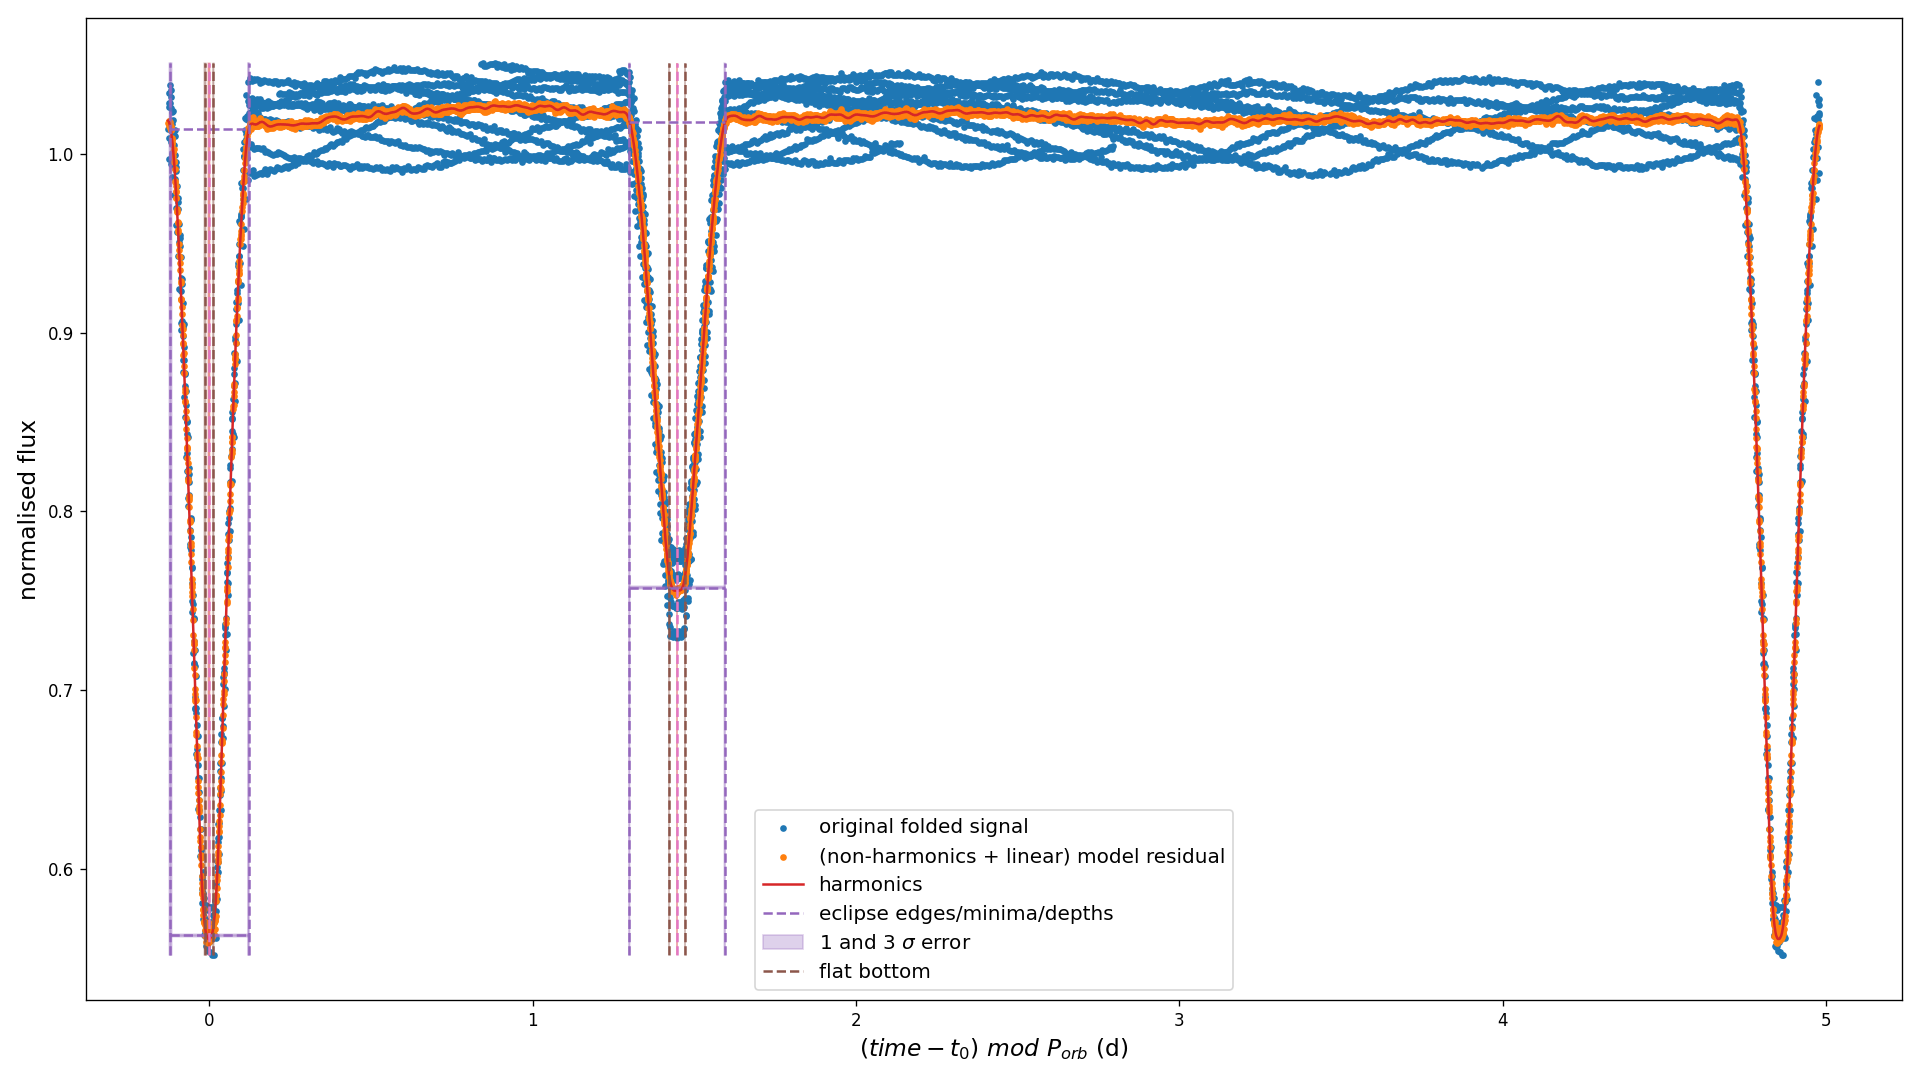 1.0
0.9
0.8
0.7
0.6
normalised flux
0 1 2 3 4 5
(time − t₀) mod Pₒᵣb (d)
original folded signal
(non-harmonics + linear) model residual
harmonics
eclipse edges/minima/depths
1 and 3 σ error
flat bottom